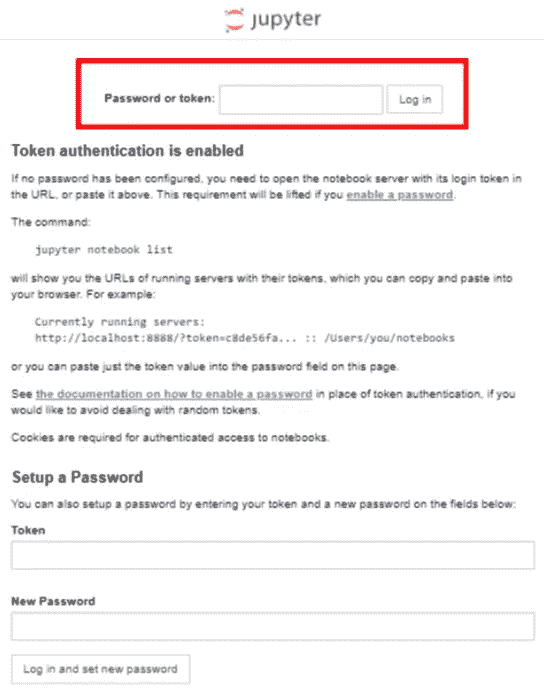 jupyter
Password or token: Log in
Token authentication is enabled
If no password has been configured, you need to open the notebook server with its login token in
the URL, or paste it above. This requirement will be lifted if you enable a password.
The command:
jupyter notebook list
will show you the URLs of running servers with their tokens, which you can copy and paste into
your browser. For example:
Currently running servers:
http://localhost:8888/?token=c8de56fa... :: /Users/you/notebooks
or you can paste just the token value into the password field on this page.
See the documentation on how to enable a password in place of token authentication, if you
would like to avoid dealing with random tokens.
Cookies are required for authenticated access to notebooks.
Setup a Password
You can also setup a password by entering your token and a new password on the fields below:
Token
New Password
Log in and set new password